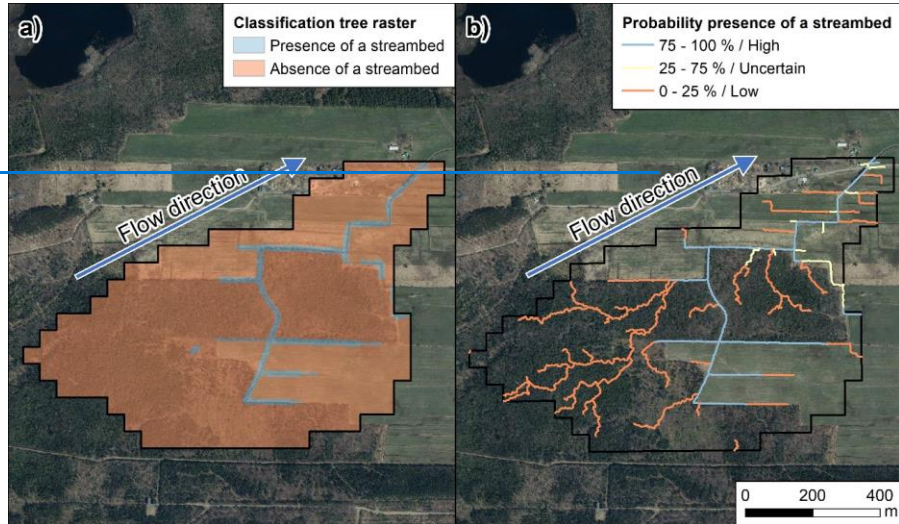 a)
Classification tree raster
Presence of a streambed
Absence of a streambed
Flow direction
b)
Probability presence of a streambed
75 - 100 % / High
25 - 75 % / Uncertain
0 - 25 % / Low
Flow direction
0 200 400
m